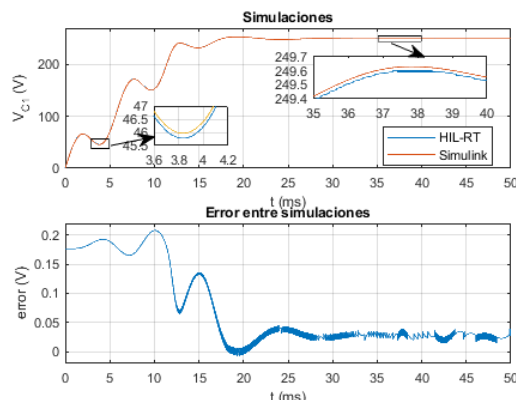 Simulaciones
V_C1 (V)
200
0
249.7
249.6
249.5
249.4
35 36 37 38 39 40
47
46.5
46
45.5
3.6 3.8 4 4.2
HIL-RT
Simulink
0 5 10 15 20 25 30 35 40 45 50
t (ms)
Error entre simulaciones
error (V)
0.2
0.15
0.1
0.05
0
0 5 10 15 20 25 30 35 40 45 50
t (ms)